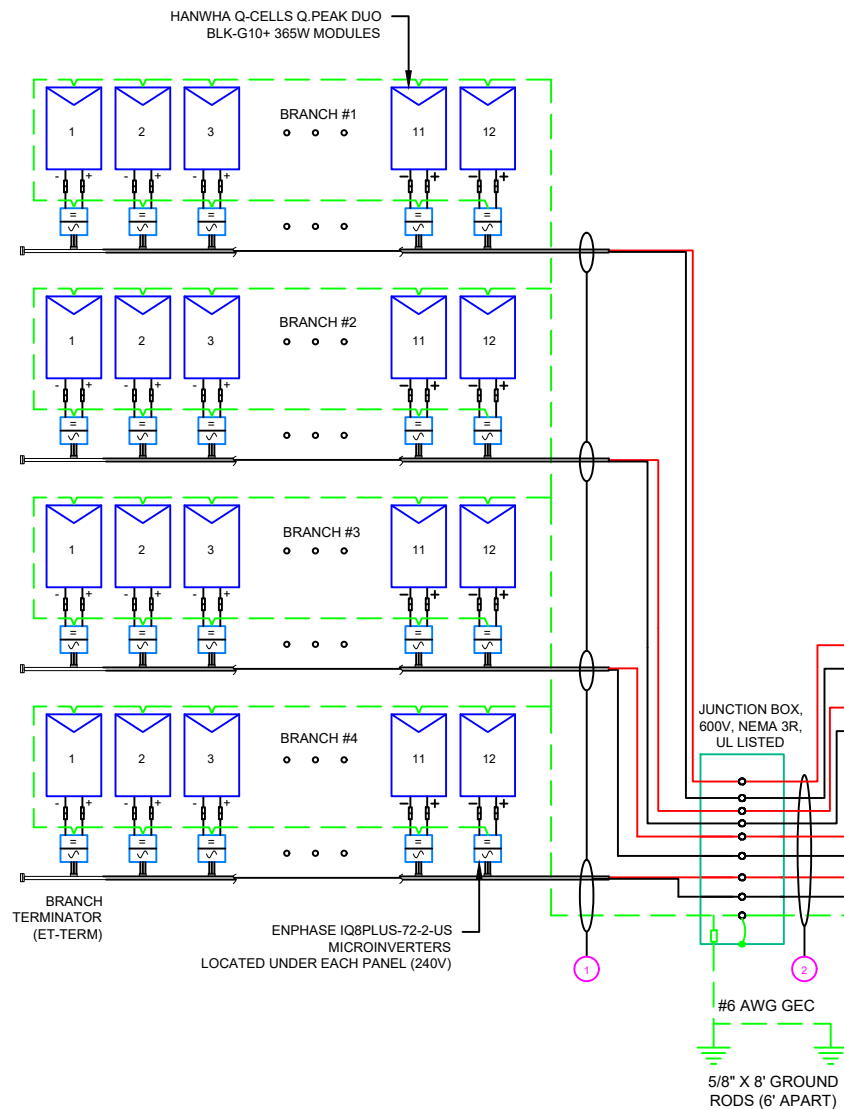 HANWHA Q-CELLS Q.PEAK DUO
BLK-G10+ 365W MODULES
BRANCH #1
1 2 3 11 12
- + - + - + - + - +
= = = = =
BRANCH #2
1 2 3 11 12
- + - + - + - + - +
= = = = =
BRANCH #3
1 2 3 11 12
- + - + - + - + - +
= = = = =
JUNCTION BOX,
600V, NEMA 3R,
UL LISTED
BRANCH #4
1 2 3 11 12
- + - + - + - + - +
= = = = =
BRANCH
TERMINATOR
(ET-TERM)
ENPHASE IQ8PLUS-72-2-US
MICROINVERTERS
LOCATED UNDER EACH PANEL (240V)
1
2
#6 AWG GEC
5/8" X 8' GROUND
RODS (6' APART)